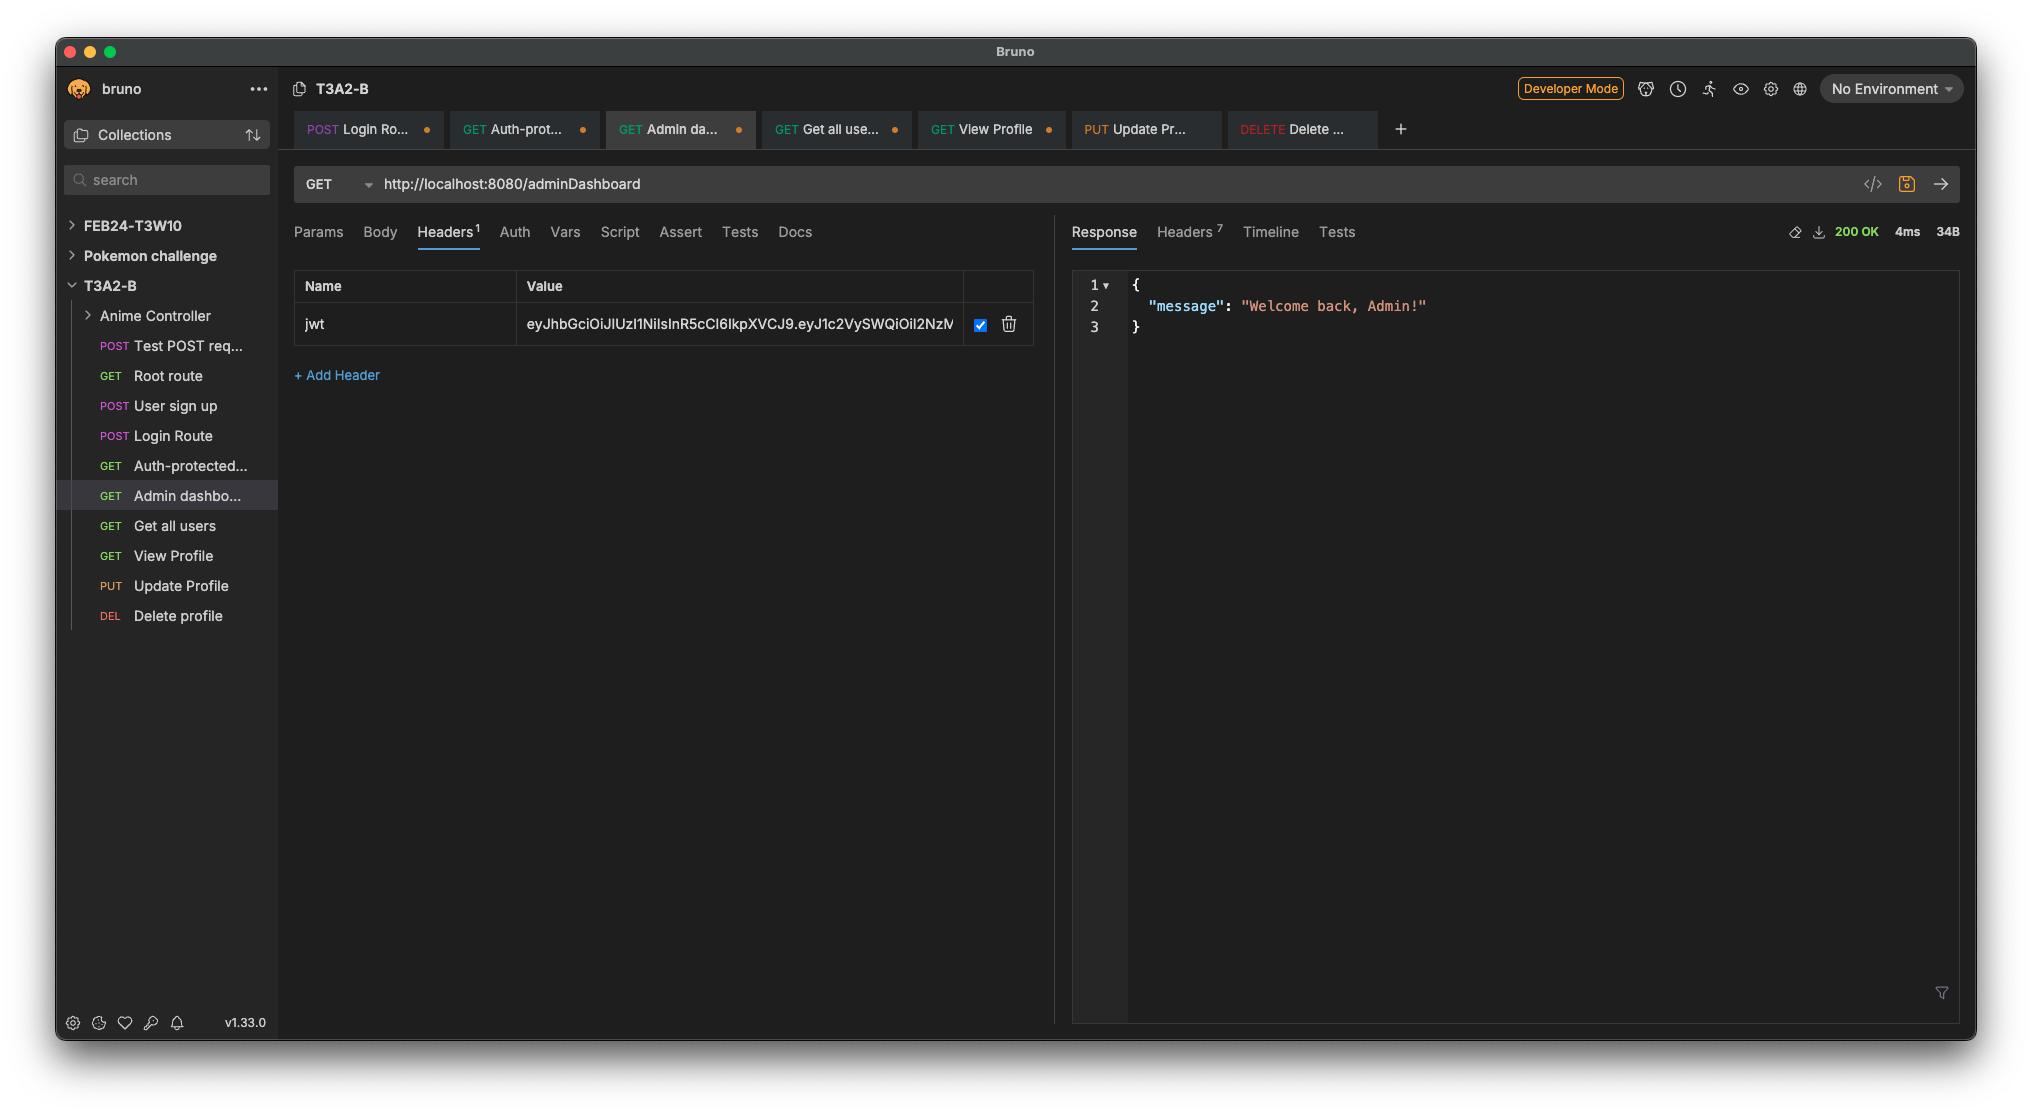 Bruno
bruno
T3A2-B
Developer Mode
No Environment
Collections
POST Login Ro...
GET Auth-prot...
GET Admin da...
GET Get all use...
GET View Profile
PUT Update Pr...
DELETE Delete ...
search
GET
http://localhost:8080/adminDashboard
FEB24-T3W10
Pokemon challenge
T3A2-B
Anime Controller
POST Test POST req...
GET Root route
POST User sign up
POST Login Route
GET Auth-protected...
GET Admin dashbo...
GET Get all users
GET View Profile
PUT Update Profile
DEL Delete profile
v1.33.0
Params Body Headers 1 Auth Vars Script Assert Tests Docs
Name Value
jwt eyJhbGciOiJIUzI1NiIsInR5cCI6IkpXVCJ9.eyJ1c2VySWQiOiI2NzM
+ Add Header
Response Headers 7 Timeline Tests
200 OK 4ms 34B
1 {
2 "message": "Welcome back, Admin!"
3 }